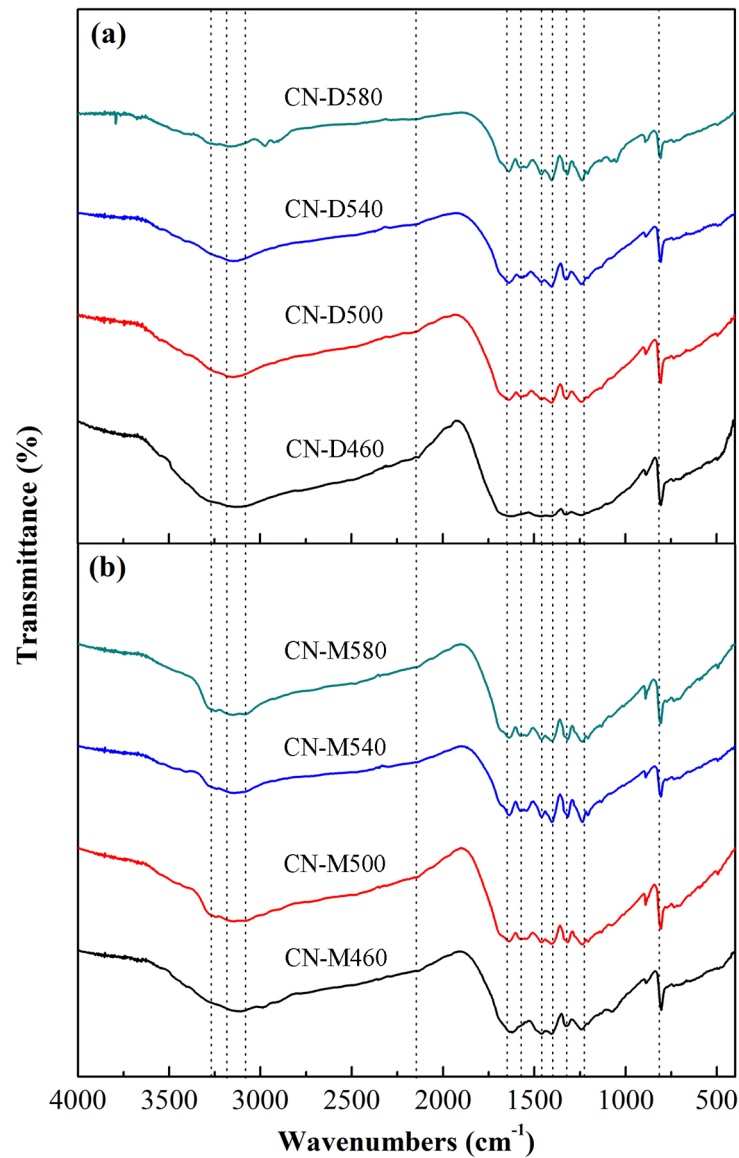 (a)
CN-D580
CN-D540
CN-D500
CN-D460
Transmittance (%)
(b)
CN-M580
CN-M540
CN-M500
CN-M460
4000 3500 3000 2500 2000 1500 1000 500
Wavenumbers (cm⁻¹)